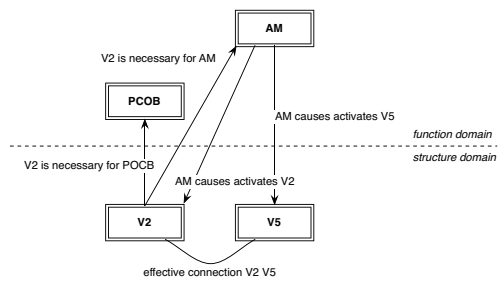 AM
V2 is necessary for AM
PCOB
AM causes activates V5
function domain
structure domain
V2 is necessary for POCB
AM causes activates V2
V2
V5
effective connection V2 V5